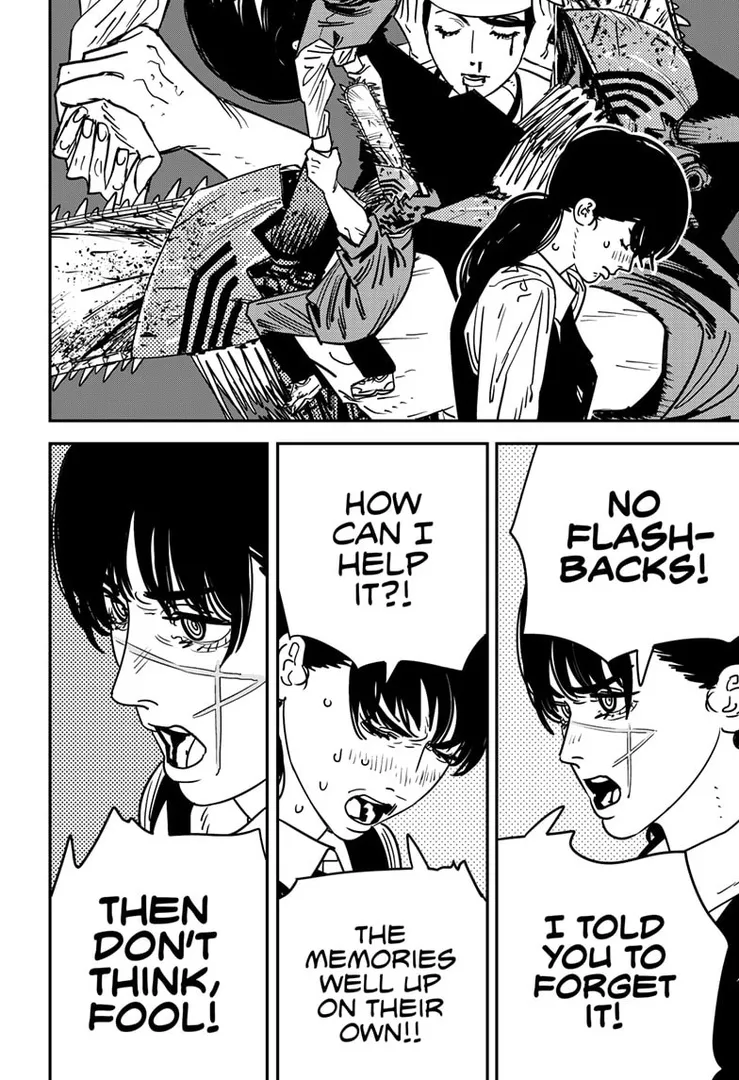 NO
FLASH-
BACKS!
I TOLD
YOU TO
FORGET
IT!
HOW
CAN I
HELP
IT?!
THE
MEMORIES
WELL UP
ON THEIR
OWN!!
THEN
DON'T
THINK,
FOOL!